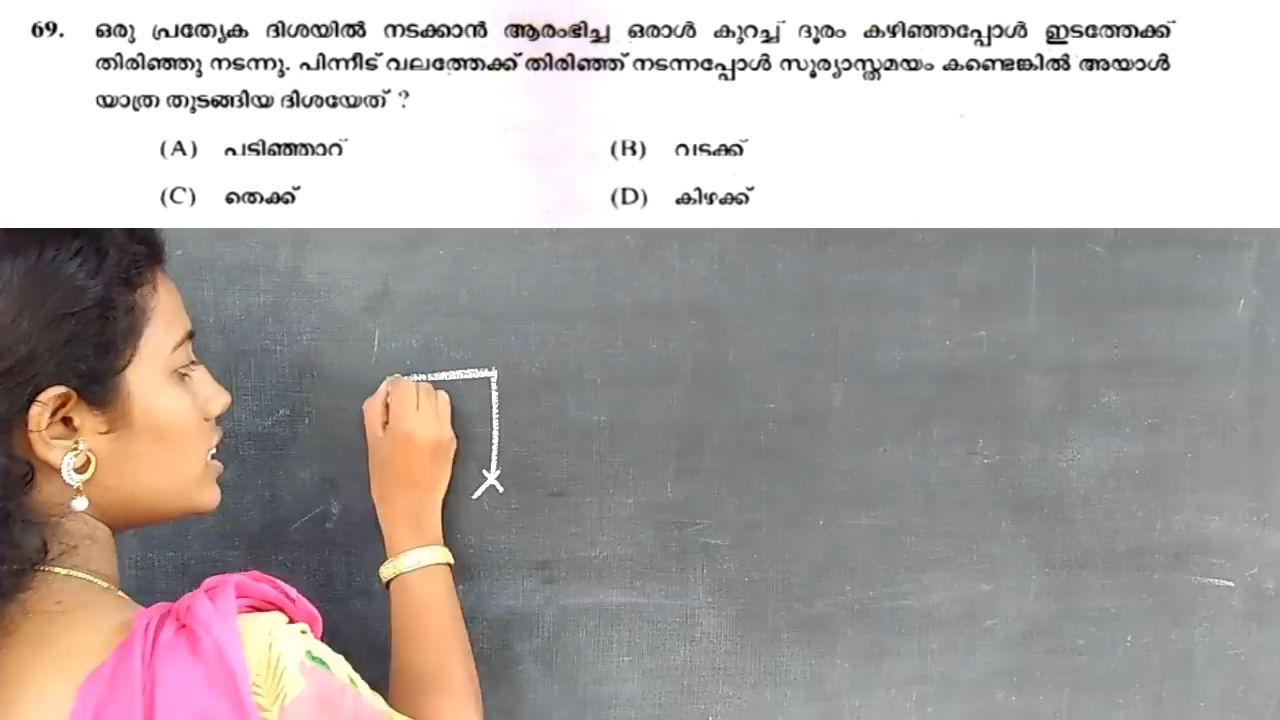 69. ഒരു പ്രത്യേക ദിശയിൽ നടക്കാൻ ആരംഭിച്ച ഒരാൾ കുറച്ച് ദൂരം കഴിഞ്ഞപ്പോൾ ഇടത്തേക്ക്
തിരിഞ്ഞു നടന്നു. പിന്നീട് വലത്തേക്ക് തിരിഞ്ഞ് നടന്നപ്പോൾ സൂര്യാസ്തമയം കണ്ടെങ്കിൽ അയാൾ
യാത്ര തുടങ്ങിയ ദിശയേത് ?
(A) പടിഞ്ഞാറ് (B) വടക്ക്
(C) തെക്ക് (D) കിഴക്ക്